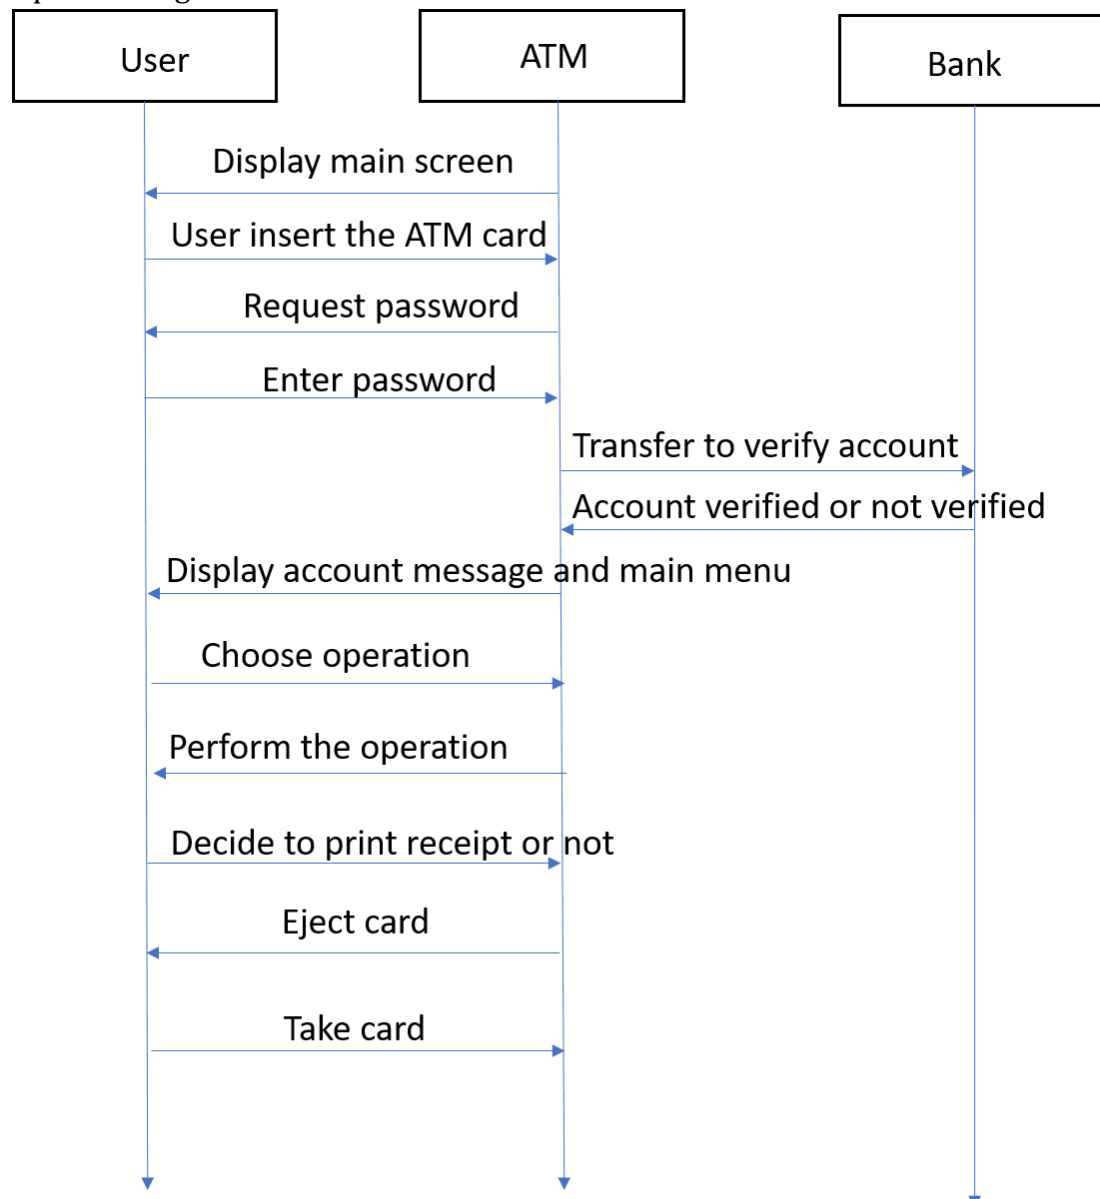 User
ATM
Bank
Display main screen
User insert the ATM card
Request password
Enter password
Transfer to verify account
Account verified or not verified
Display account message and main menu
Choose operation
Perform the operation
Decide to print receipt or not
Eject card
Take card